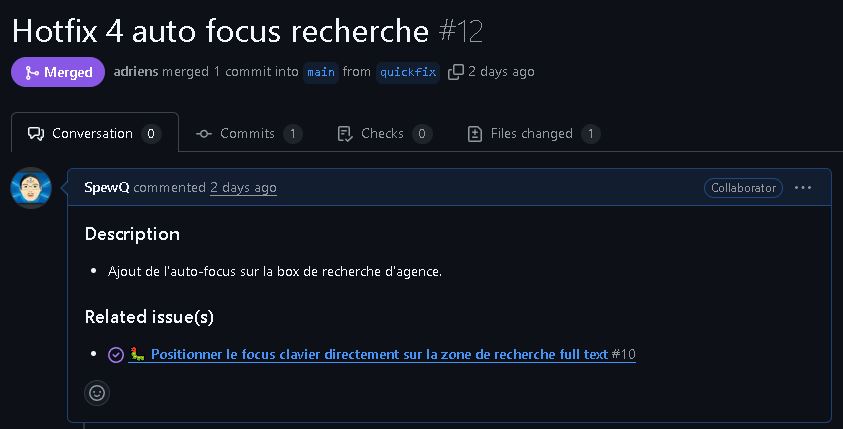 Hotfix 4 auto focus recherche #12
Merged adriens merged 1 commit into main from quickfix 2 days ago
Conversation 0 Commits 1 Checks 0 Files changed 1
SpewQ commented 2 days ago Collaborator
Description
Ajout de l'auto-focus sur la box de recherche d'agence.
Related issue(s)
Positionner le focus clavier directement sur la zone de recherche full text #10